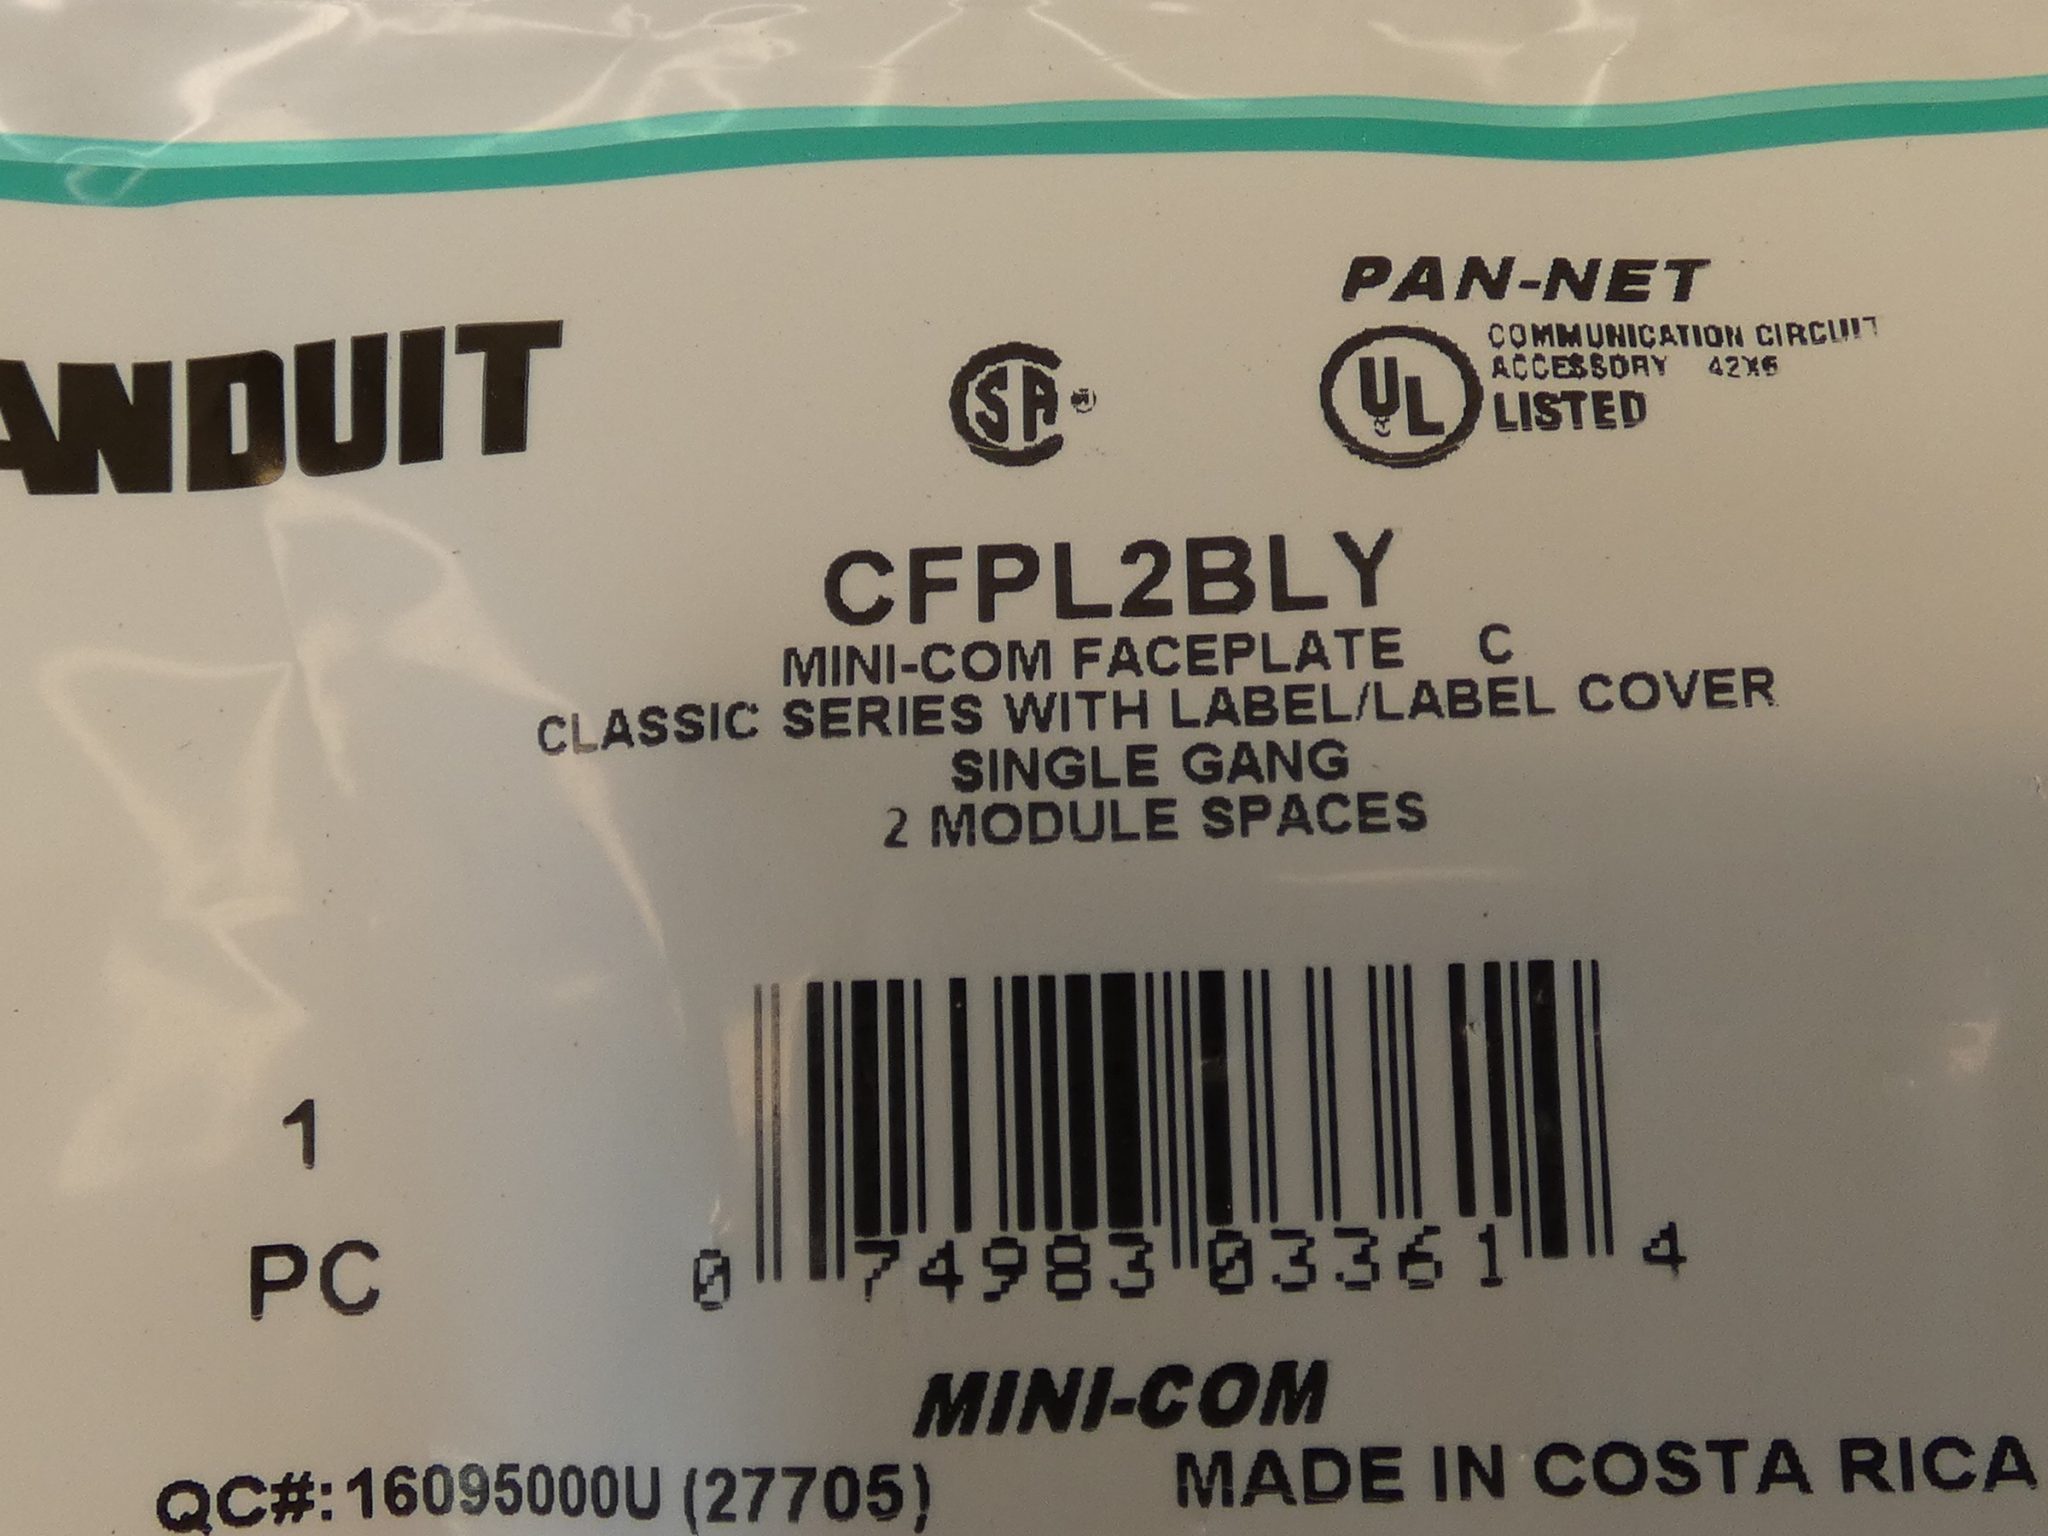 PAN-NET
ANDUIT
CSA ®
UL ® COMMUNICATION CIRCUIT
ACCESSORY 42X6
LISTED
CFPL2BLY
MINI-COM FACEPLATE C
CLASSIC SERIES WITH LABEL/LABEL COVER
SINGLE GANG
2 MODULE SPACES
1
PC
0 74983 03361 4
MINI-COM
QC#:16095000U (27705)
MADE IN COSTA RICA